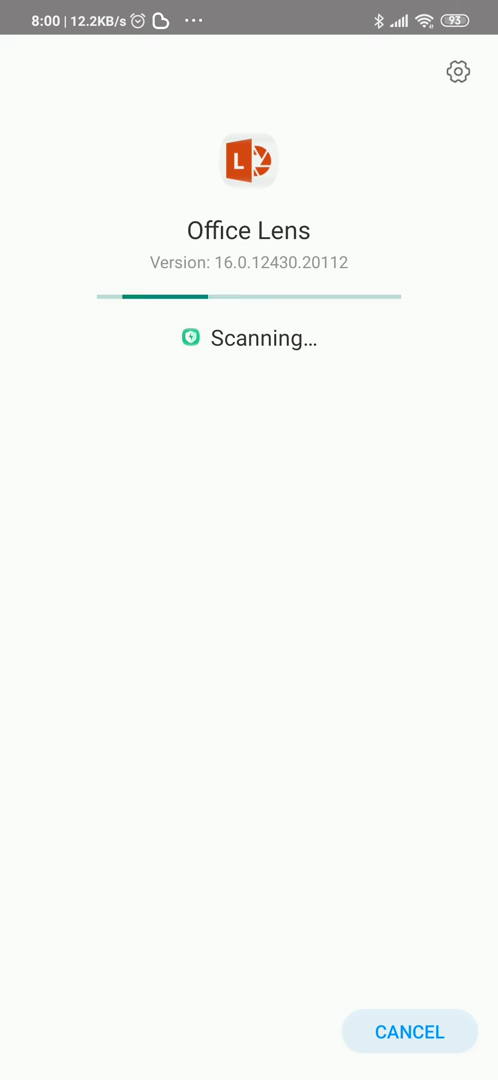 8:00 | 12.2KB/s ... 93
L
Office Lens
Version: 16.0.12430.20112
Scanning...
CANCEL